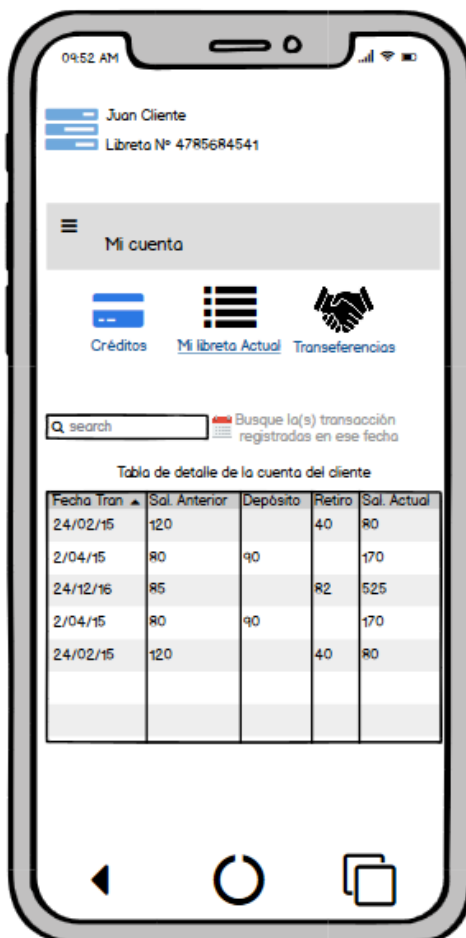 09:52 AM
Juan Cliente
Libreta Nº 4785684541
Mi cuenta
Créditos Mi libreta Actual Transeferencias
search Busque la(s) transacción
registradas en ese fecha
Tabla de detalle de la cuenta del cliente
Fecha Tran Sal. Anterior Depósito Retiro Sal. Actual
24/02/15 120 40 80
2/04/15 80 90 170
24/12/16 85 82 525
2/04/15 80 90 170
24/02/15 120 40 80